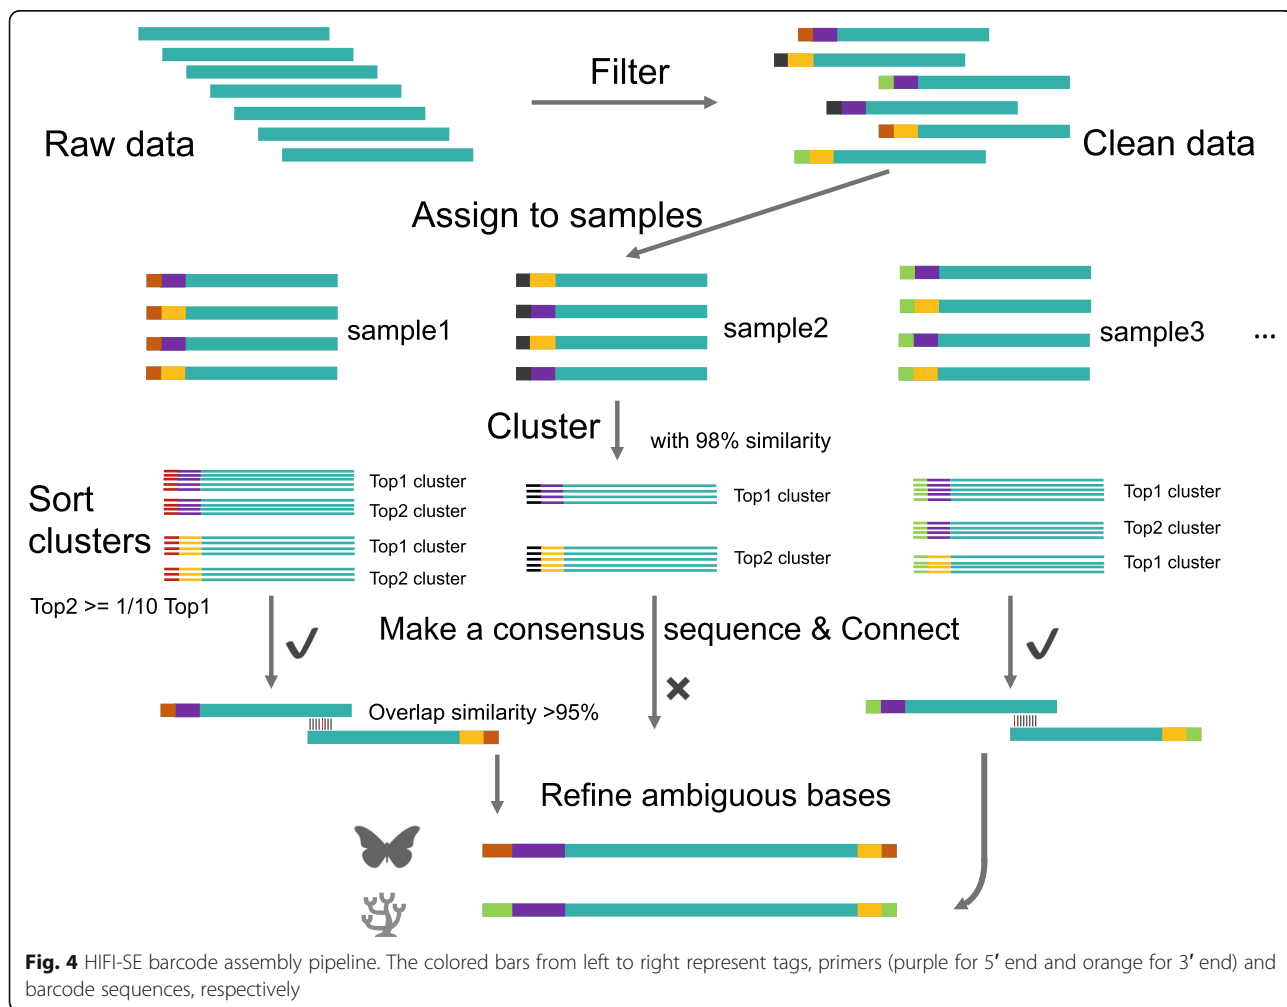 Filter
Raw data
Clean data
Assign to samples
sample1
sample2
sample3
...
Cluster
with 98% similarity
Sort
clusters
Top1 cluster
Top2 cluster
Top1 cluster
Top2 cluster
Top1 cluster
Top2 cluster
Top1 cluster
Top2 cluster
Top1 cluster
Top2 >= 1/10 Top1
Make a consensus sequence & Connect
Overlap similarity >95%
Refine ambiguous bases
Fig. 4 HIFI-SE barcode assembly pipeline. The colored bars from left to right represent tags, primers (purple for 5′ end and orange for 3′ end) and
barcode sequences, respectively